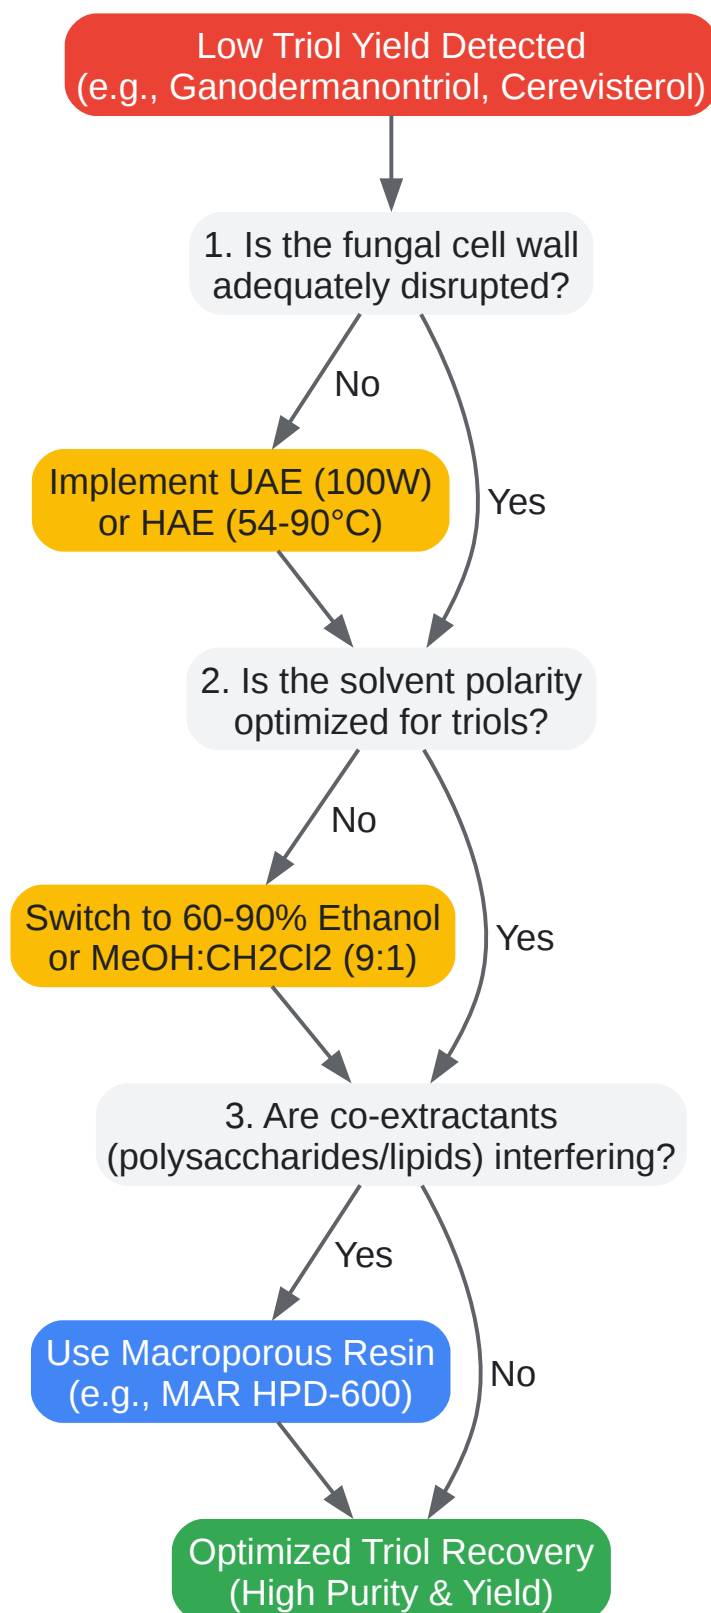 Low Triol Yield Detected
(e.g., Ganodermanontriol, Cerevisterol)
1. Is the fungal cell wall
adequately disrupted?
No
Implement UAE (100W)
or HAE (54-90°C)
Yes
2. Is the solvent polarity
optimized for triols?
No
Switch to 60-90% Ethanol
or MeOH:CH2Cl2 (9:1)
Yes
3. Are co-extractants
(polysaccharides/lipids) interfering?
Yes
Use Macroporous Resin
(e.g., MAR HPD-600)
No
Optimized Triol Recovery
(High Purity & Yield)